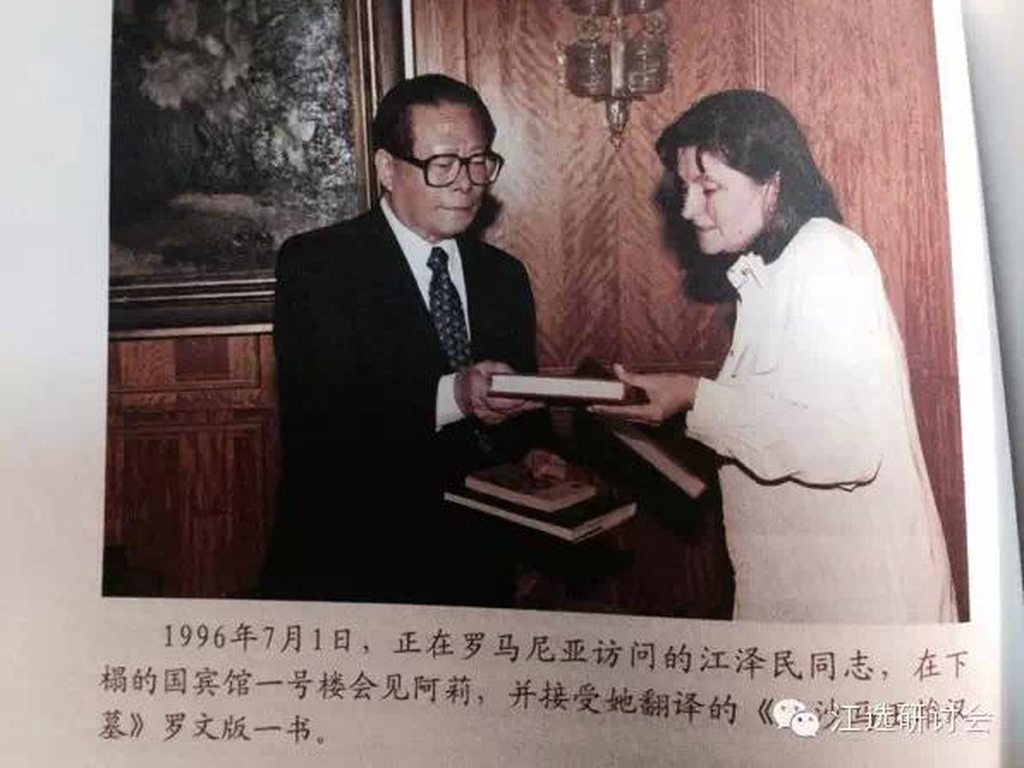 1996年7月1日，正在罗马尼亚访问的江泽民同志，在下
榻的国宾馆一号楼会见阿莉，并接受她翻译的《
墓》罗文版一书。
江选研讨会